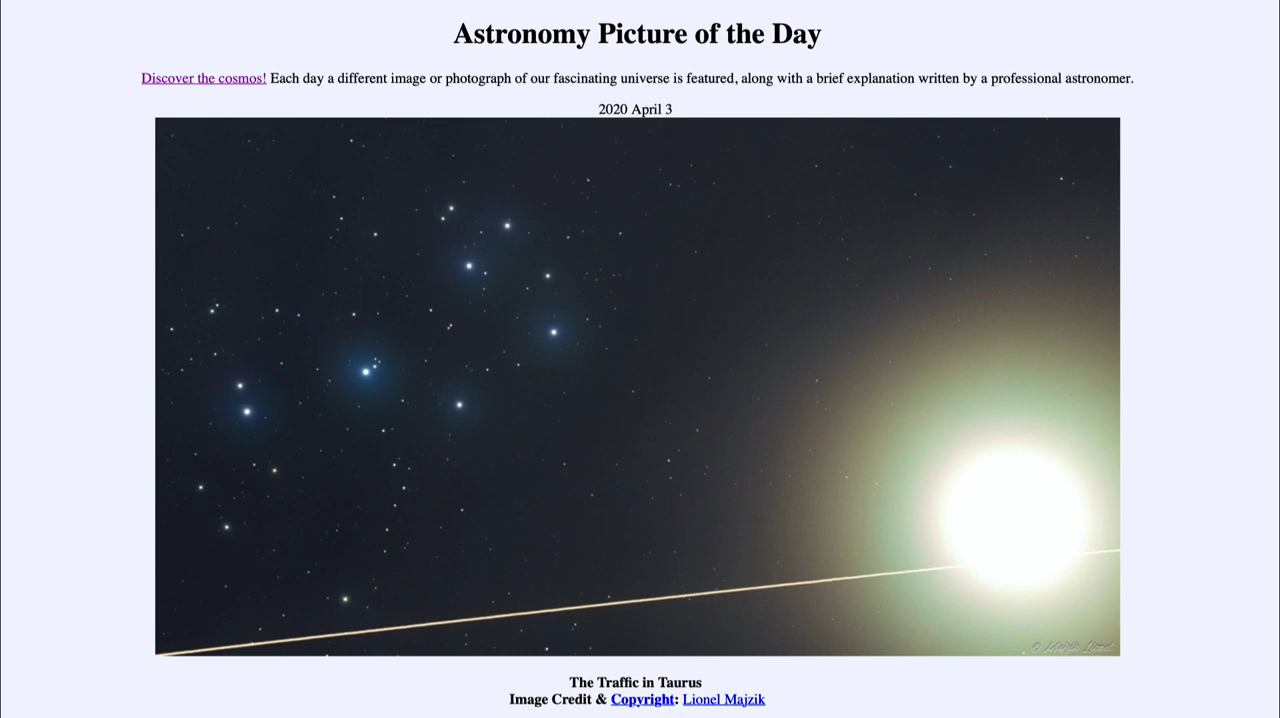 Astronomy Picture of the Day
Discover the cosmos! Each day a different image or photograph of our fascinating universe is featured, along with a brief explanation written by a professional astronomer.
2020 April 3
© Majzik Lionel
The Traffic in Taurus
Image Credit & Copyright: Lionel Majzik